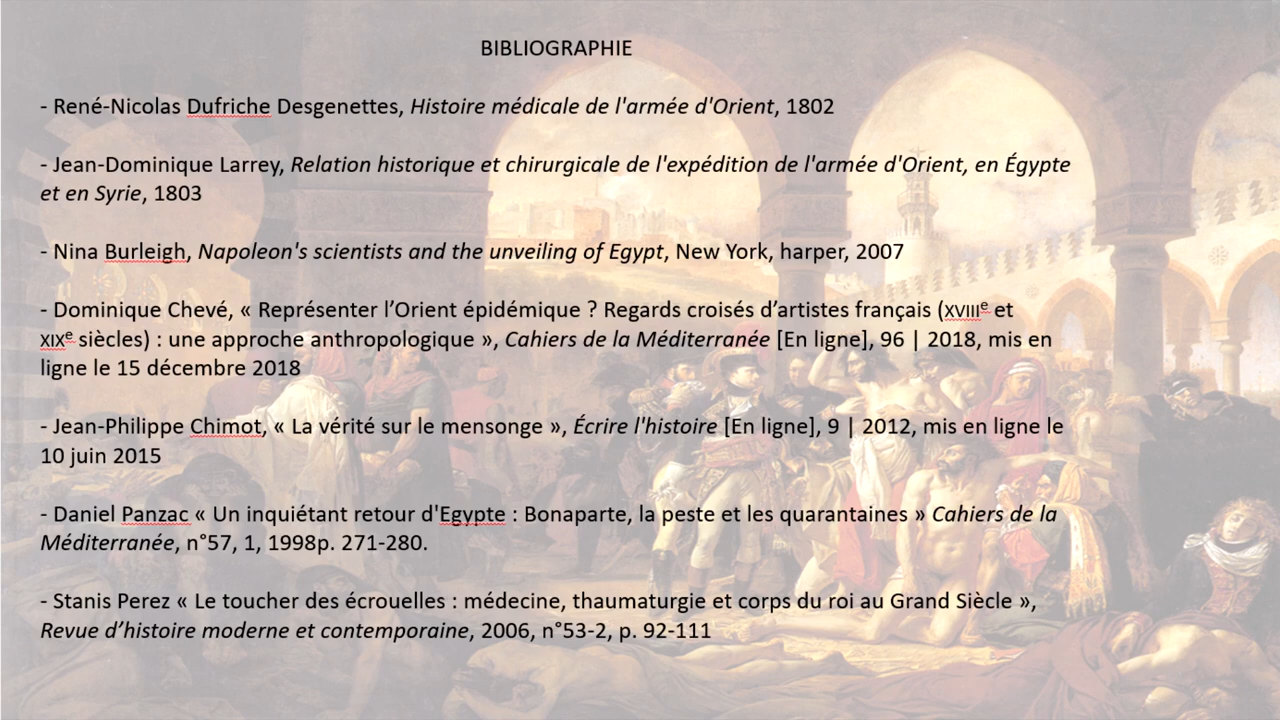 BIBLIOGRAPHIE
- René-Nicolas Dufriche Desgenettes, Histoire médicale de l'armée d'Orient, 1802
- Jean-Dominique Larrey, Relation historique et chirurgicale de l'expédition de l'armée d'Orient, en Égypte
et en Syrie, 1803
- Nina Burleigh, Napoleon's scientists and the unveiling of Egypt, New York, harper, 2007
- Dominique Chevé, « Représenter l’Orient épidémique ? Regards croisés d’artistes français (XVIIIe et
XIXe siècles) : une approche anthropologique », Cahiers de la Méditerranée [En ligne], 96 | 2018, mis en
ligne le 15 décembre 2018
- Jean-Philippe Chimot, « La vérité sur le mensonge », Écrire l'histoire [En ligne], 9 | 2012, mis en ligne le
10 juin 2015
- Daniel Panzac « Un inquiétant retour d'Egypte : Bonaparte, la peste et les quarantaines » Cahiers de la
Méditerranée, n°57, 1, 1998p. 271-280.
- Stanis Perez « Le toucher des écrouelles : médecine, thaumaturgie et corps du roi au Grand Siècle »,
Revue d’histoire moderne et contemporaine, 2006, n°53-2, p. 92-111